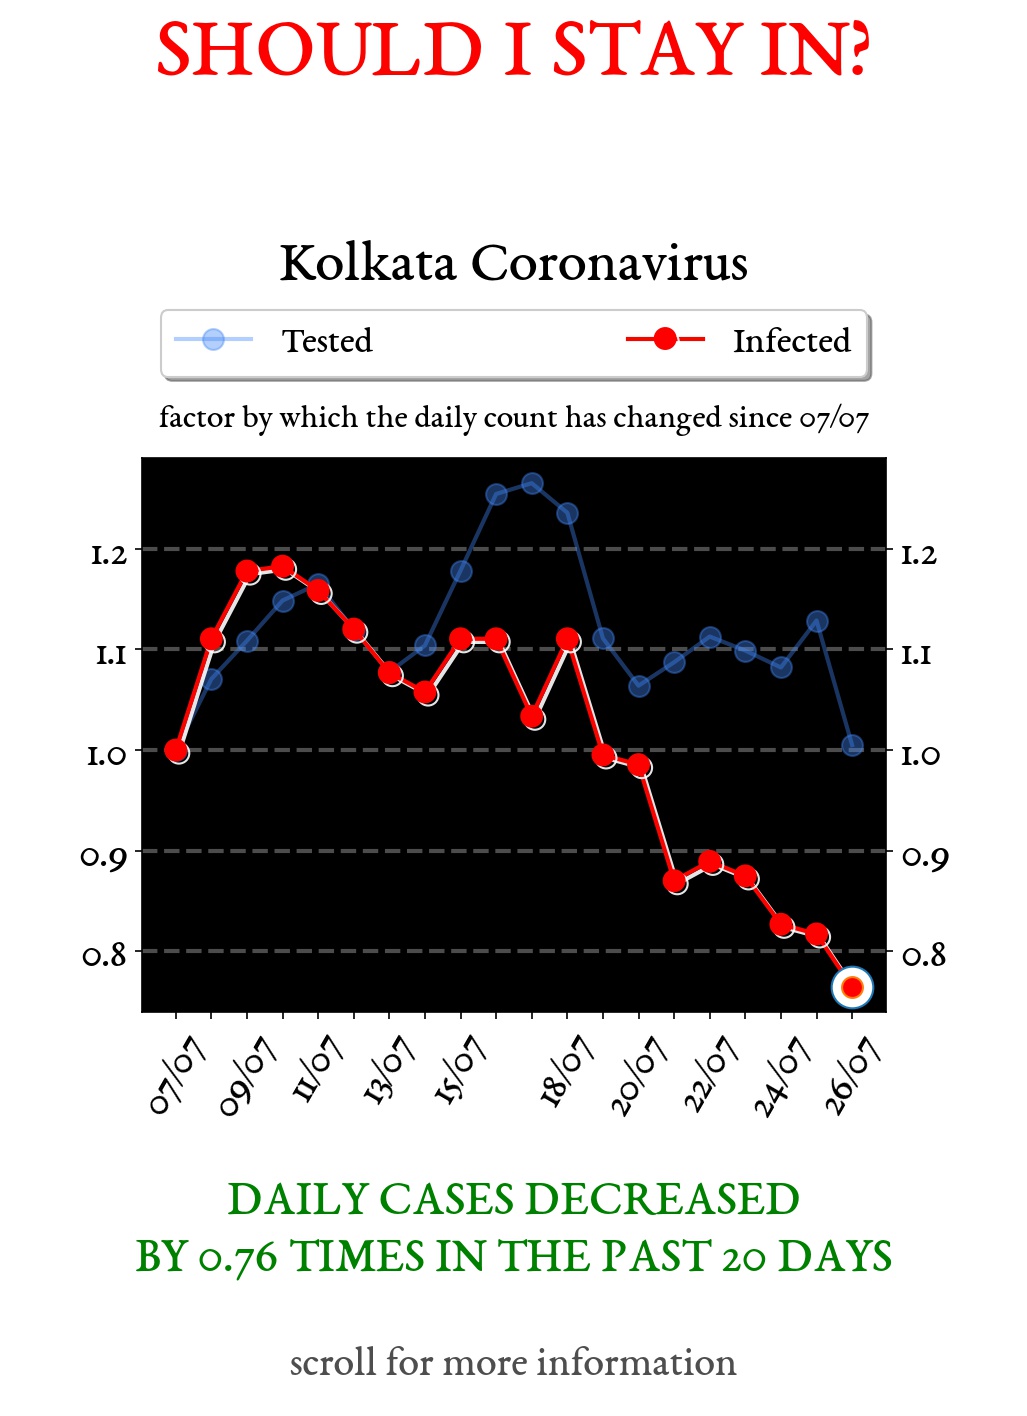 SHOULD I STAY IN?
Kolkata Coronavirus
Tested Infected
factor by which the daily count has changed since 07/07
1.2 1.2
1.1 1.1
1.0 1.0
0.9 0.9
0.8 0.8
07/07 09/07 11/07 13/07 15/07 18/07 20/07 22/07 24/07 26/07
DAILY CASES DECREASED
BY 0.76 TIMES IN THE PAST 20 DAYS
scroll for more information